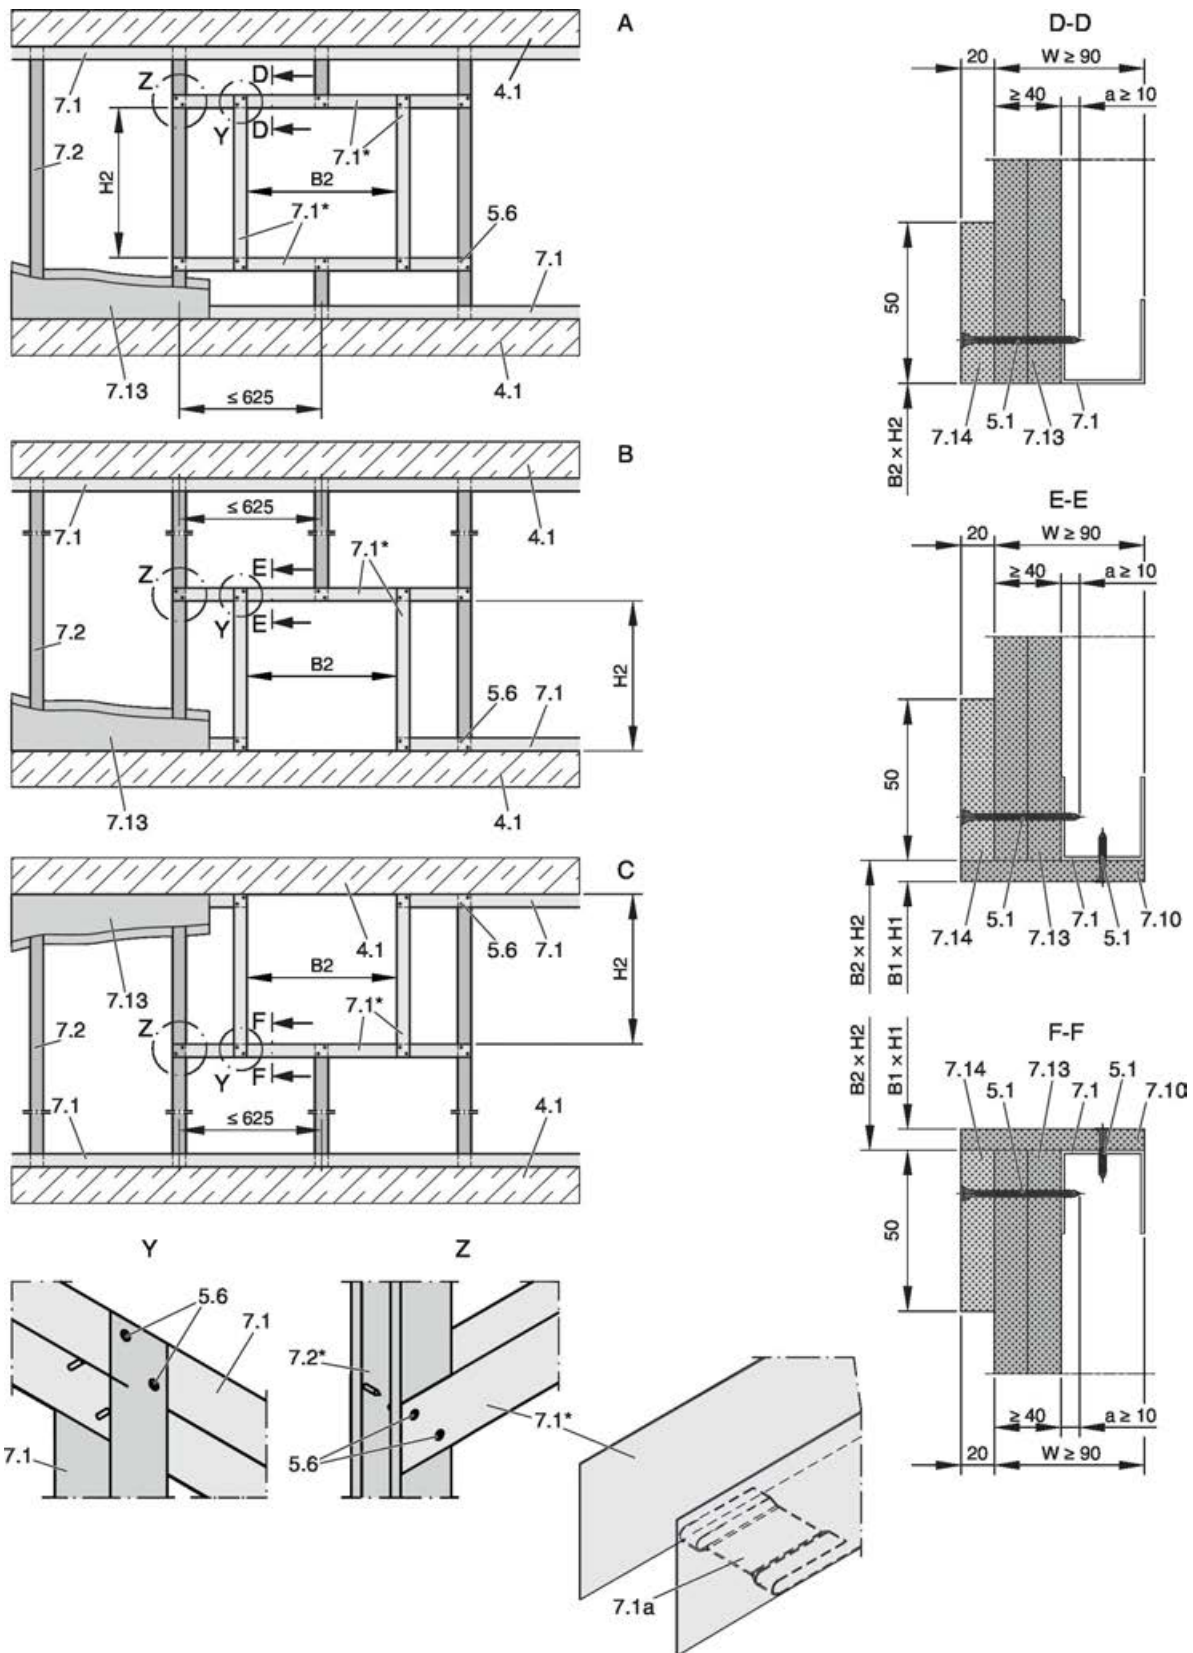 A
4.1
7.1
Z
D
Y
D
7.1*
7.2
H2
B2
7.1*
5.6
7.1
7.13
4.1
≤ 625
B
7.1
≤ 625
4.1
7.1*
Z
E
Y
E
7.2
B2
H2
5.6
7.1
7.13
4.1
C
4.1
5.6
7.1
B2
H2
7.13
7.1*
7.2
Z
F
Y
F
7.1
≤ 625
4.1
Y
5.6
7.1
7.1
Z
7.2*
7.1*
5.6
7.1a
D-D
20
W ≥ 90
≥ 40
a ≥ 10
50
7.14
5.1
7.13
7.1
B2 × H2
E-E
20
W ≥ 90
≥ 40
a ≥ 10
50
7.14
5.1
7.13
7.1
5.1
7.10
B2 × H2
B1 × H1
B2 × H2
B1 × H1
F-F
7.14
5.1
7.13
7.1
5.1
7.10
50
≥ 40
a ≥ 10
20
W ≥ 90